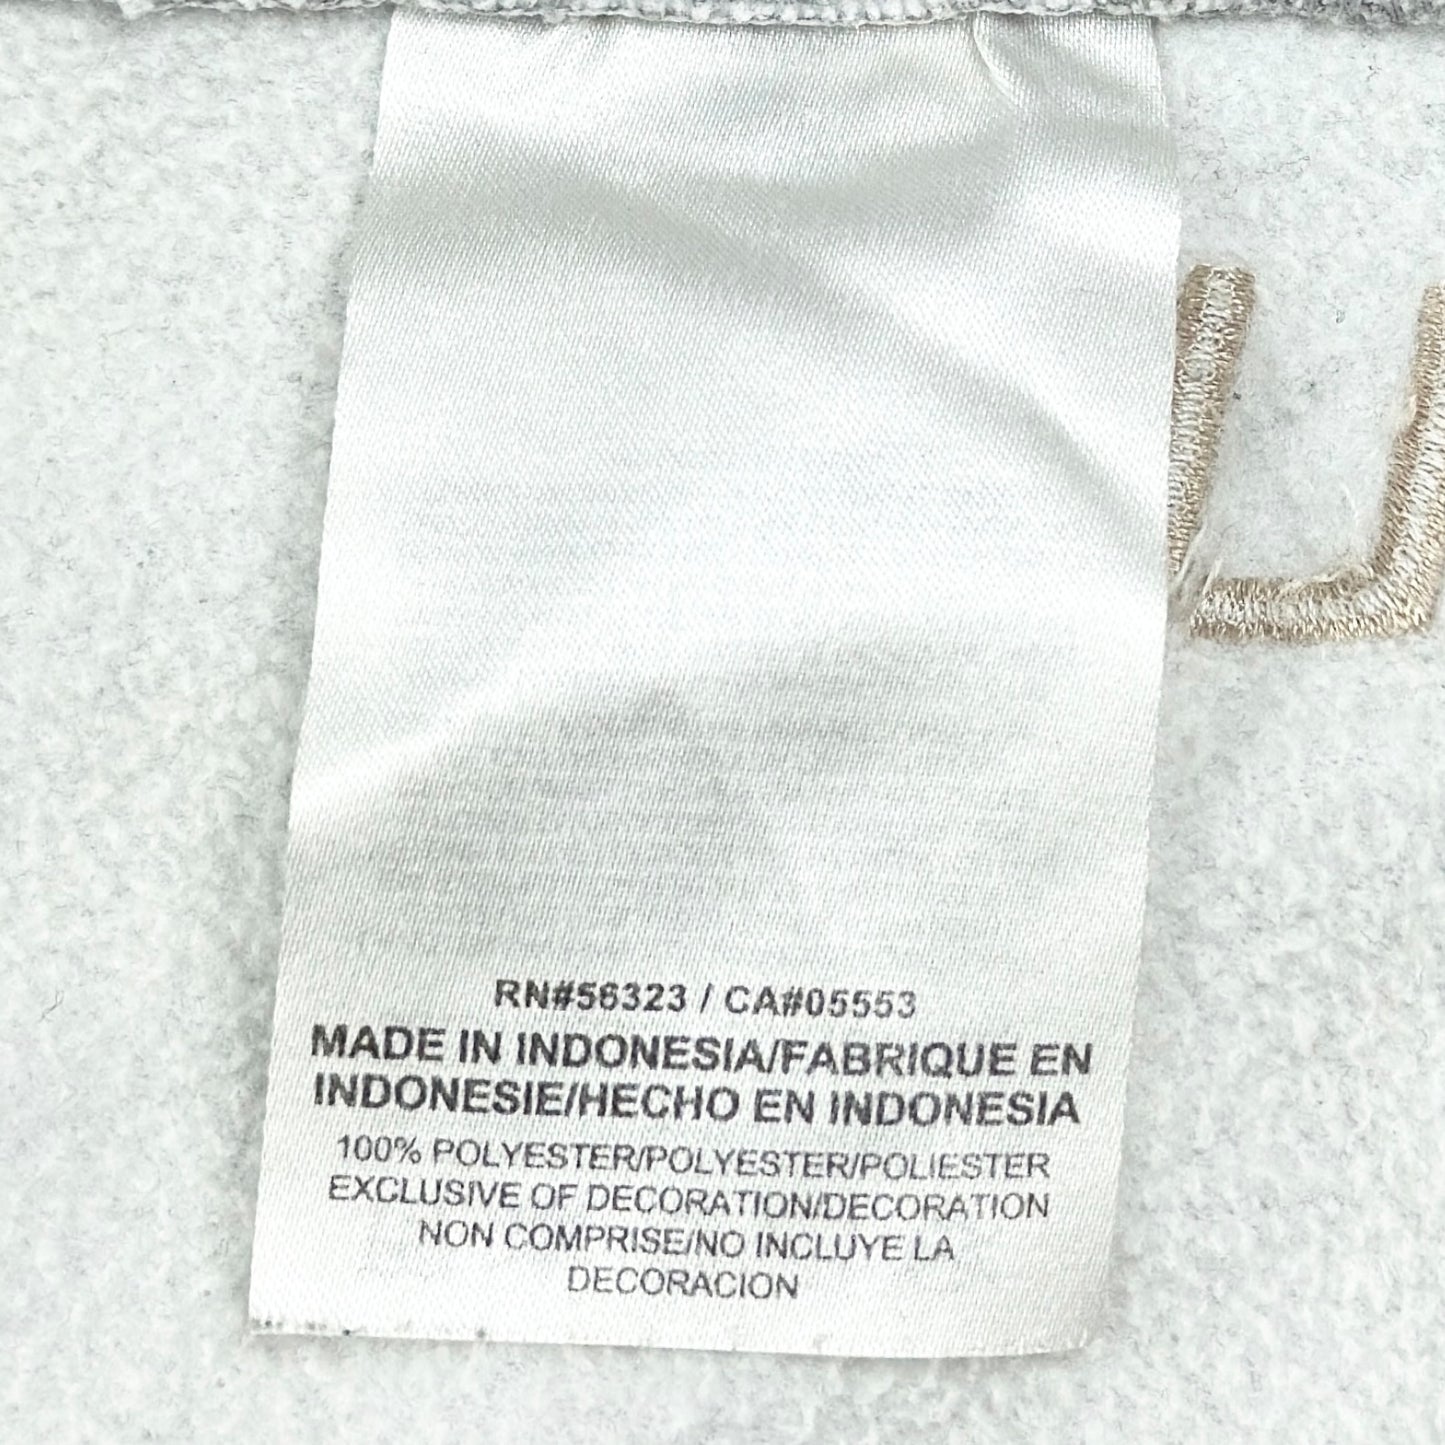 RN#56323 / CA#05553
MADE IN INDONESIA/FABRIQUE EN
INDONESIE/HECHO EN INDONESIA
100% POLYESTER/POLYESTER/POLIESTER
EXCLUSIVE OF DECORATION/DECORATION
NON COMPRISE/NO INCLUYE LA
DECORACION